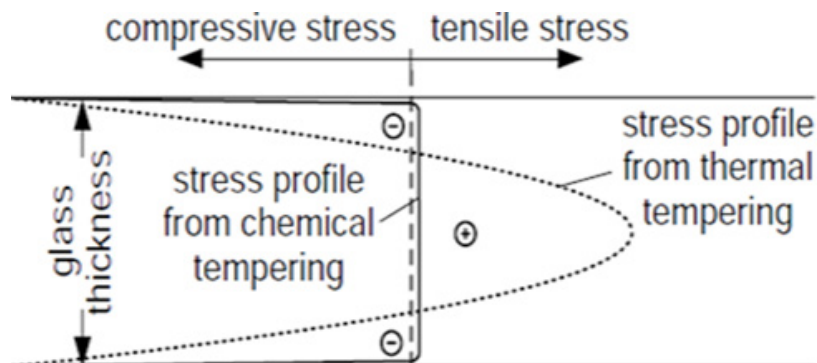 compressive stress tensile stress
stress profile
from thermal
tempering
glass
thickness
stress profile
from chemical
tempering